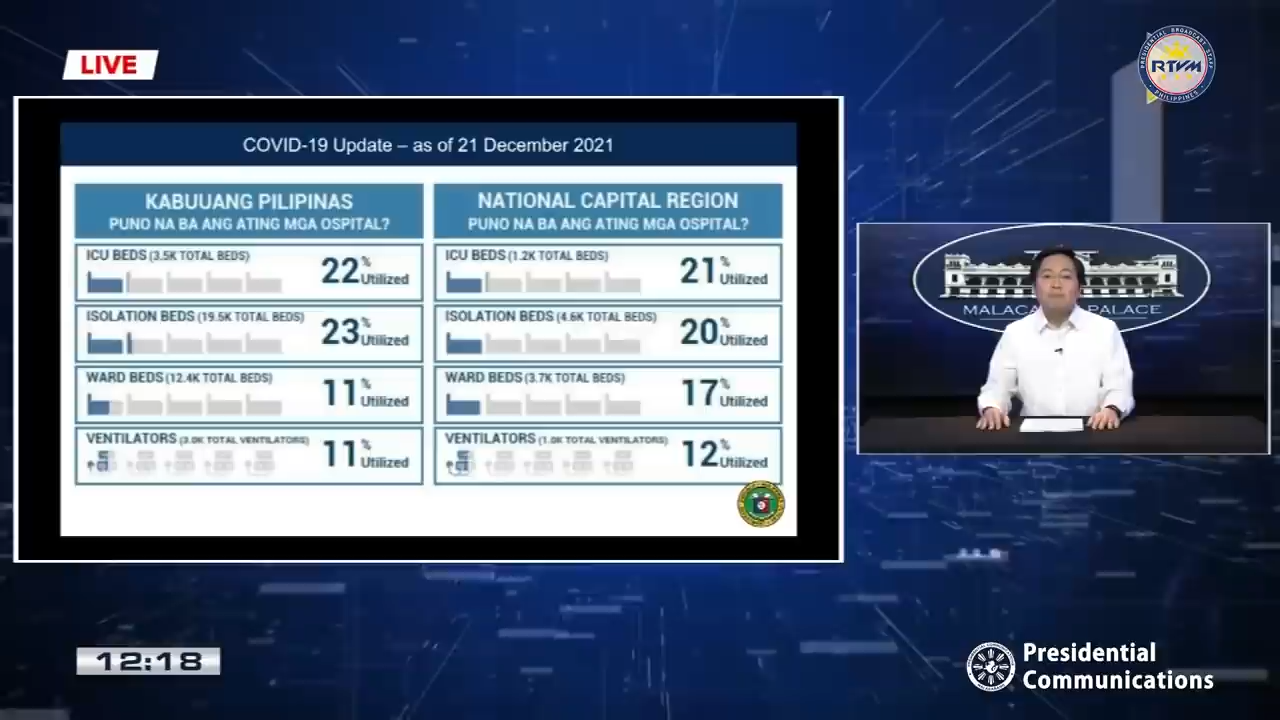 LIVE
PRESIDENTIAL BROADCAST STAFF
RTVM
PHILIPPINES
COVID-19 Update – as of 21 December 2021
KABUUANG PILIPINAS
PUNO NA BA ANG ATING MGA OSPITAL?
ICU BEDS (3.5K TOTAL BEDS)
22% Utilized
ISOLATION BEDS (19.5K TOTAL BEDS)
23% Utilized
WARD BEDS (12.4K TOTAL BEDS)
11% Utilized
VENTILATORS (3.0K TOTAL VENTILATORS)
11% Utilized
NATIONAL CAPITAL REGION
PUNO NA BA ANG ATING MGA OSPITAL?
ICU BEDS (1.2K TOTAL BEDS)
21% Utilized
ISOLATION BEDS (4.6K TOTAL BEDS)
20% Utilized
WARD BEDS (3.7K TOTAL BEDS)
17% Utilized
VENTILATORS (1.0K TOTAL VENTILATORS)
12% Utilized
MALACA PALACE
12:18
Presidential
Communications